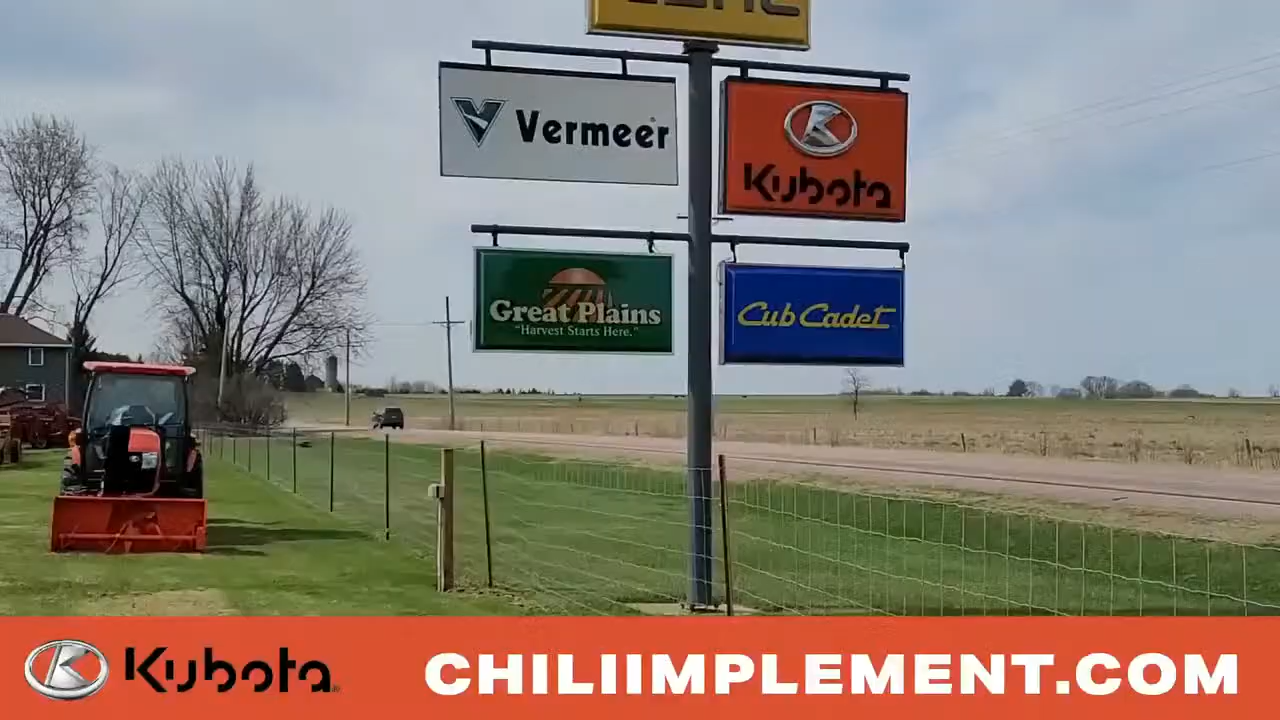 Vermeer
Kubota
Great Plains
"Harvest Starts Here."
Cub Cadet
Kubota
CHILIIMPLEMENT.COM